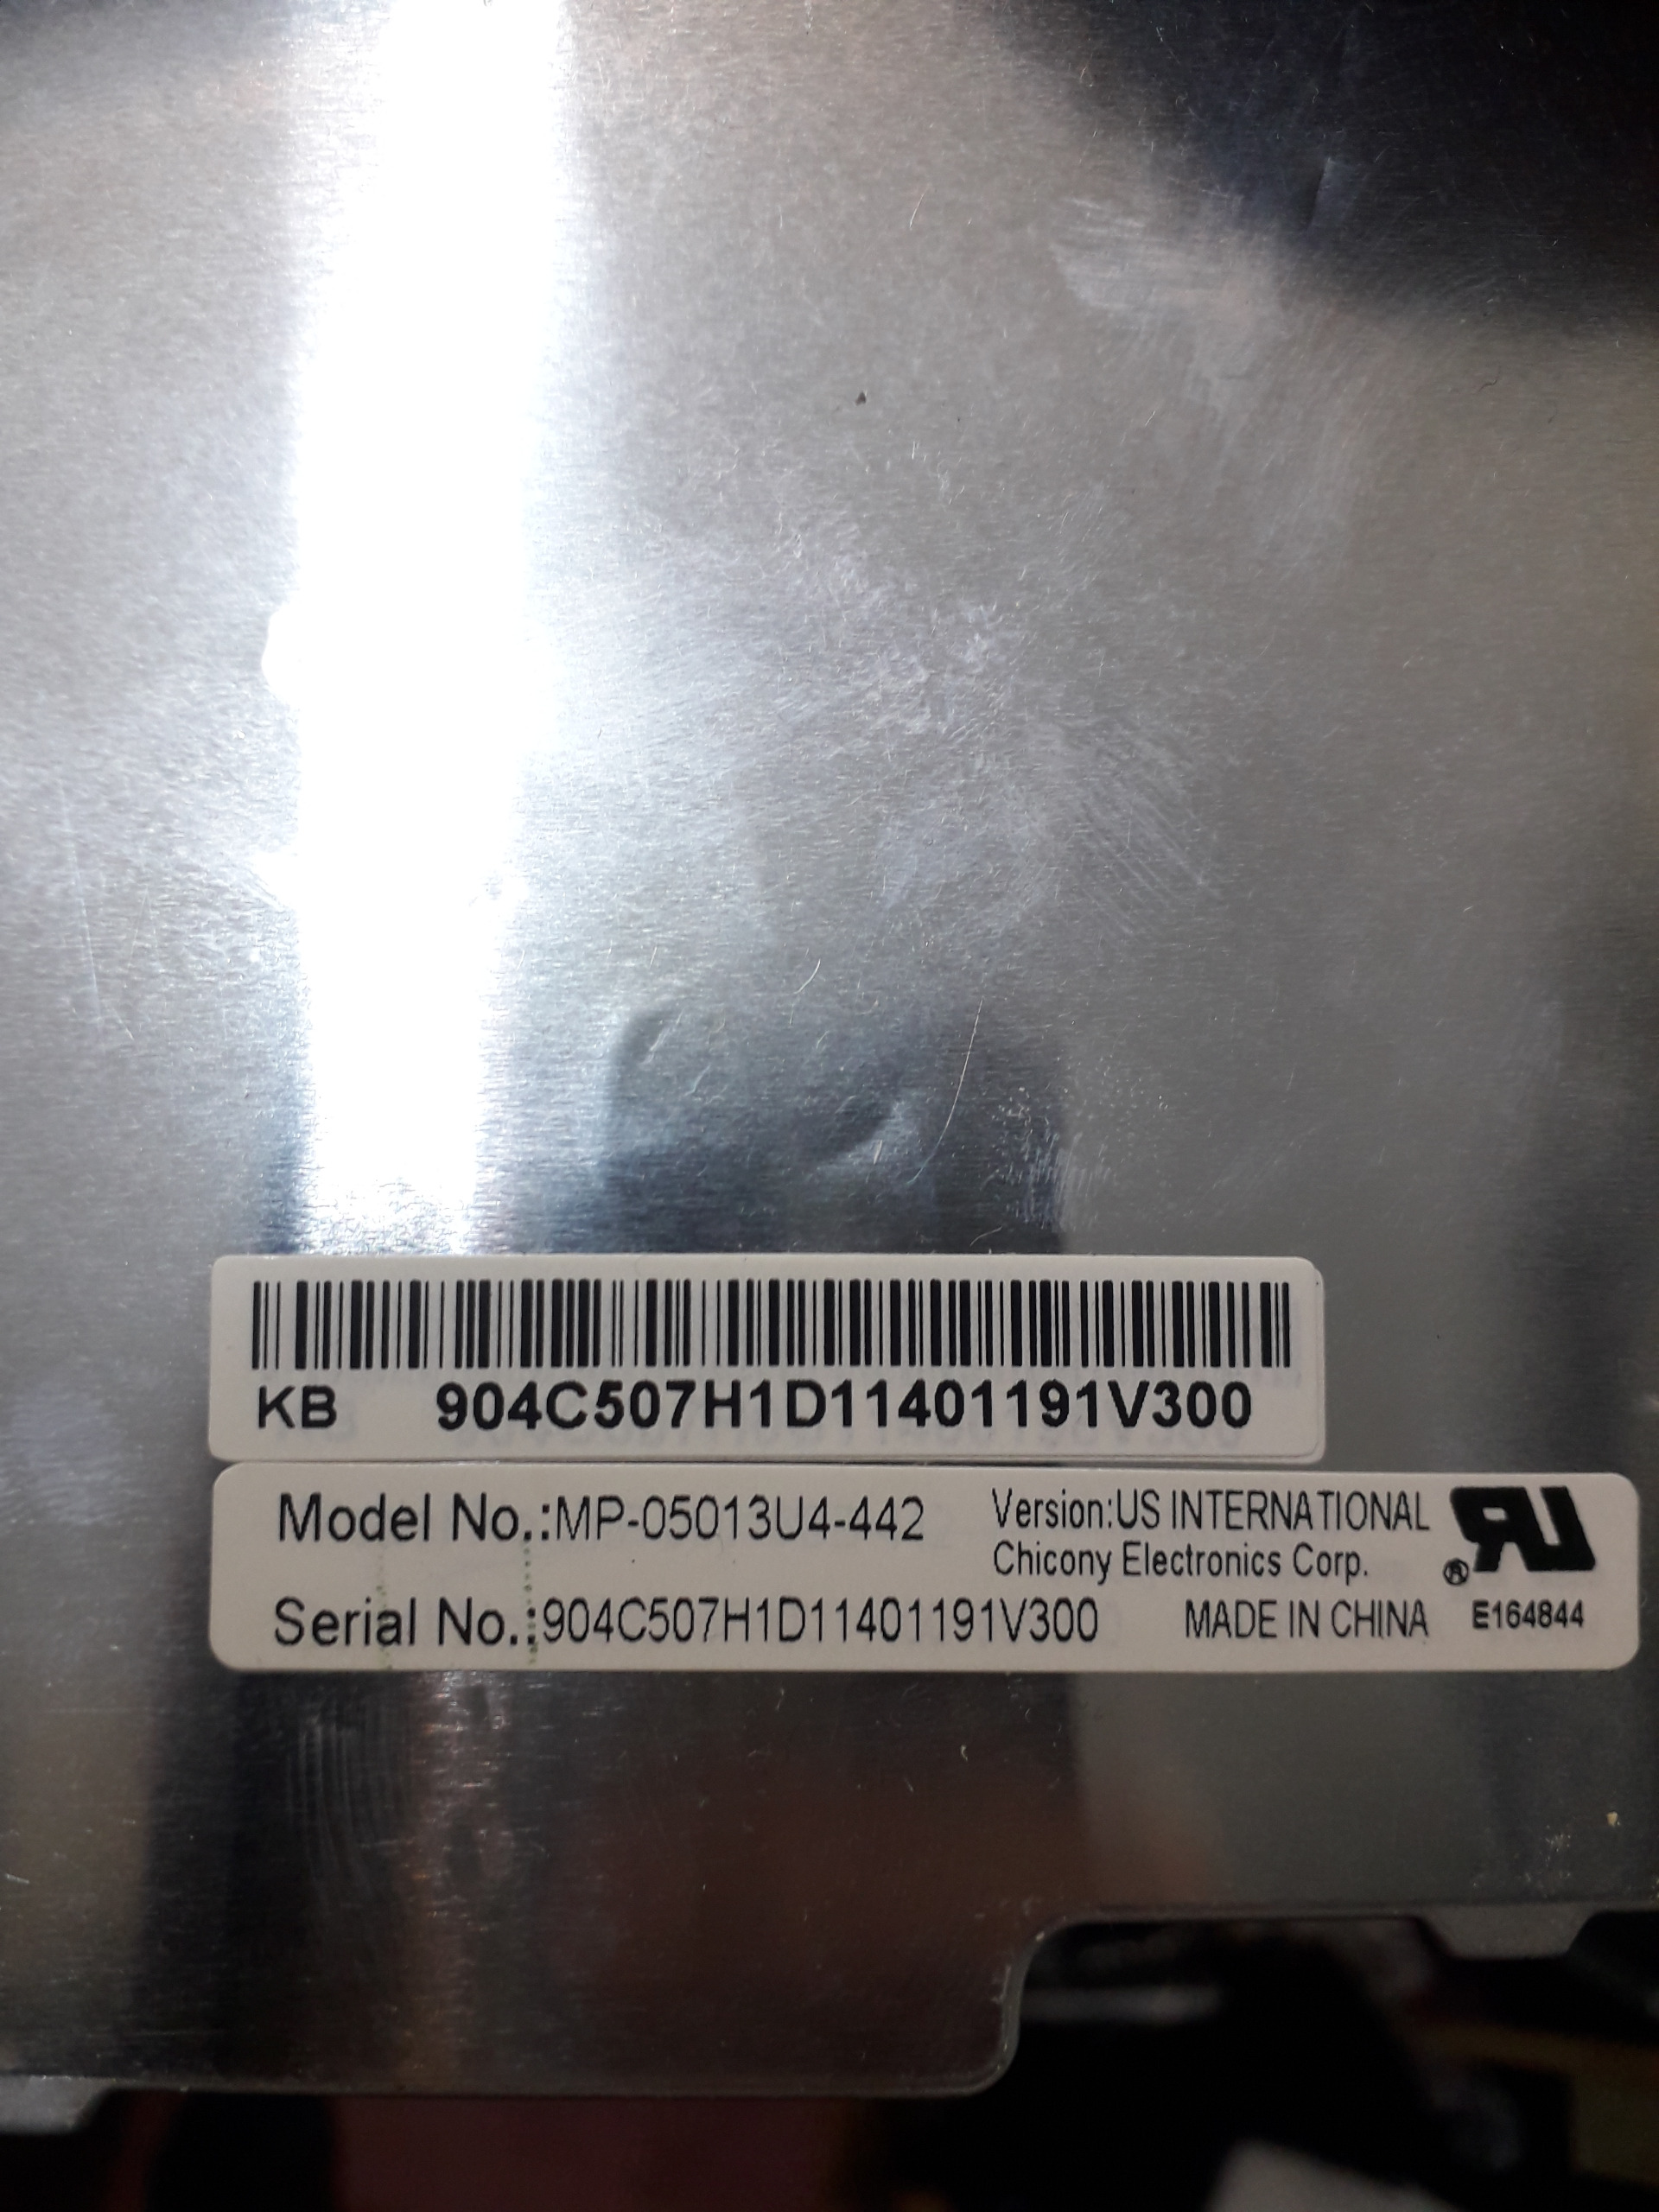 KB 904C507H1D11401191V300
Model No.:MP-05013U4-442
Version:US INTERNATIONAL
Chicony Electronics Corp.
Serial No.:904C507H1D11401191V300
MADE IN CHINA
RU®
E164844